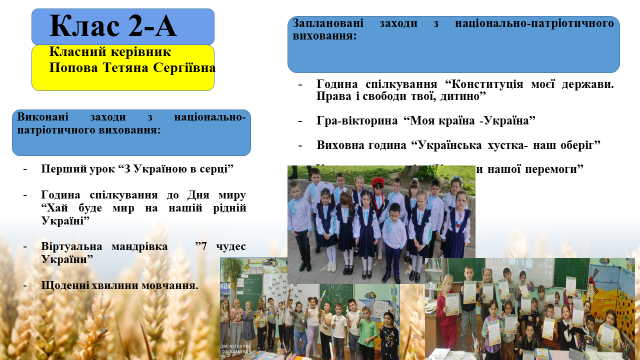 Клас 2-А
Класний керівник
Попова Тетяна Сергіївна
Виконані заходи з національно-
патріотичного виховання:
- Перший урок “З Україною в серці”
- Година спілкування до Дня миру
“Хай буде мир на нашій рідній
Україні”
- Віртуальна мандрівка ”7 чудес
України”
- Щоденні хвилини мовчання.
Заплановані заходи з національно-патріотичного
виховання:
- Година спілкування “Конституція моєї держави.
Права і свободи твої, дитино”
- Гра-вікторина “Моя країна -Україна”
- Виховна година “Українська хустка- наш оберіг”
нашої перемоги”